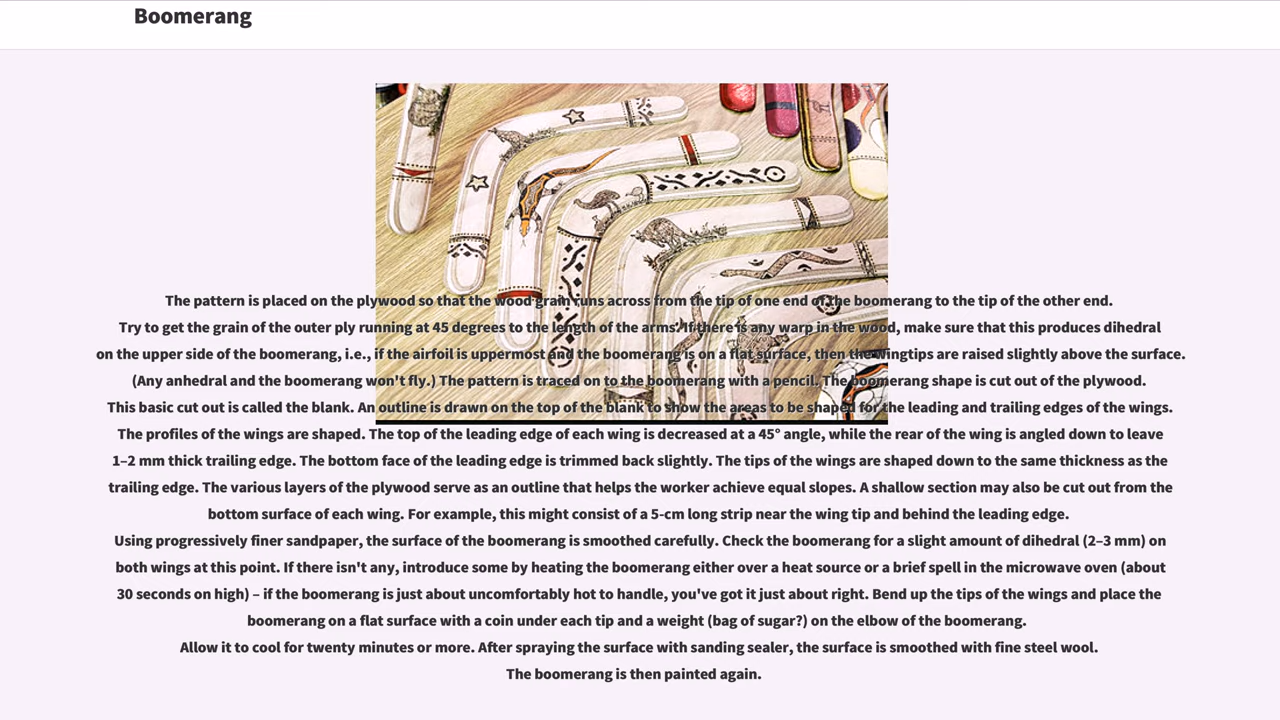 Boomerang
The pattern is placed on the plywood so that the wood grain runs across from the tip of one end of the boomerang to the tip of the other end.
Try to get the grain of the outer ply running at 45 degrees to the length of the arms. If there is any warp in the wood, make sure that this produces dihedral
on the upper side of the boomerang, i.e., if the airfoil is uppermost and the boomerang is on a flat surface, then the wingtips are raised slightly above the surface.
(Any anhedral and the boomerang won't fly.) The pattern is traced on to the boomerang with a pencil. The boomerang shape is cut out of the plywood.
This basic cut out is called the blank. An outline is drawn on the top of the blank to show the areas to be shaped for the leading and trailing edges of the wings.
The profiles of the wings are shaped. The top of the leading edge of each wing is decreased at a 45° angle, while the rear of the wing is angled down to leave
1–2 mm thick trailing edge. The bottom face of the leading edge is trimmed back slightly. The tips of the wings are shaped down to the same thickness as the
trailing edge. The various layers of the plywood serve as an outline that helps the worker achieve equal slopes. A shallow section may also be cut out from the
bottom surface of each wing. For example, this might consist of a 5-cm long strip near the wing tip and behind the leading edge.
Using progressively finer sandpaper, the surface of the boomerang is smoothed carefully. Check the boomerang for a slight amount of dihedral (2–3 mm) on
both wings at this point. If there isn't any, introduce some by heating the boomerang either over a heat source or a brief spell in the microwave oven (about
30 seconds on high) – if the boomerang is just about uncomfortably hot to handle, you've got it just about right. Bend up the tips of the wings and place the
boomerang on a flat surface with a coin under each tip and a weight (bag of sugar?) on the elbow of the boomerang.
Allow it to cool for twenty minutes or more. After spraying the surface with sanding sealer, the surface is smoothed with fine steel wool.
The boomerang is then painted again.